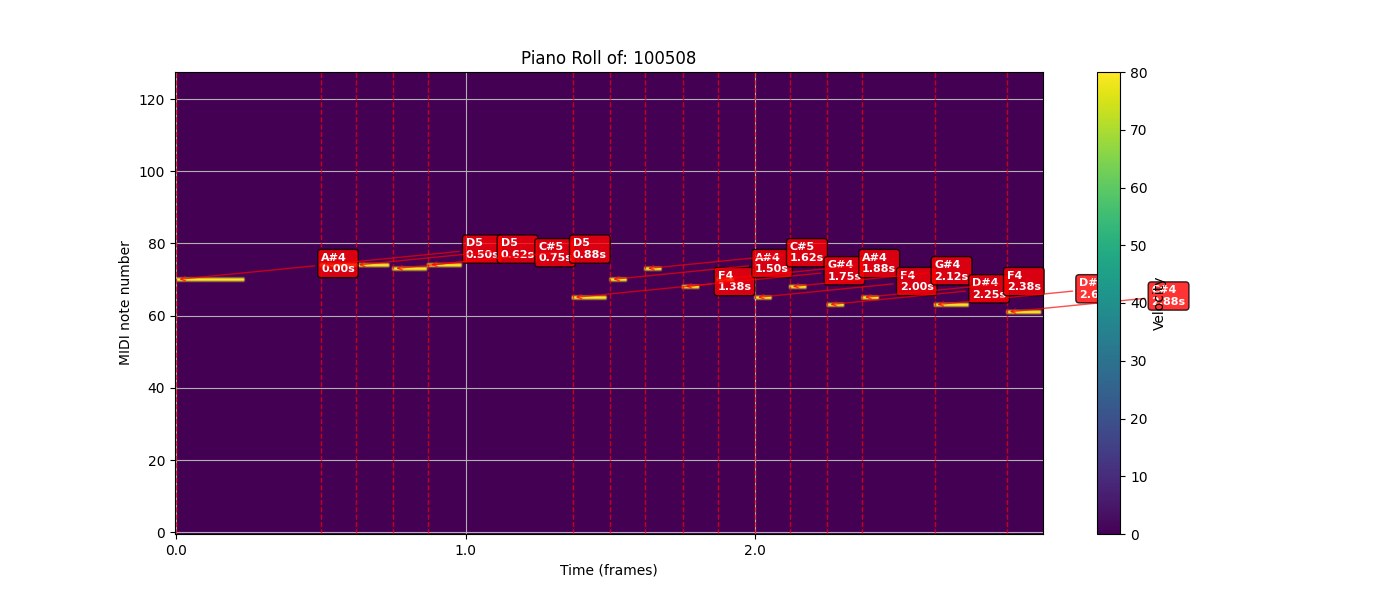 Piano Roll of: 100508
MIDI note number
120
100
80
60
40
20
0
A#4
0.00s
D5
0.50s
D5
0.62s
C#5
0.75s
D5
0.88s
F4
1.38s
A#4
1.50s
C#5
1.62s
G#4
1.75s
A#4
1.88s
F4
2.00s
G#4
2.12s
D#4
2.25s
F4
2.38s
0.0
1.0
2.0
Time (frames)
80
70
60
50
40
30
20
10
0
Velocity